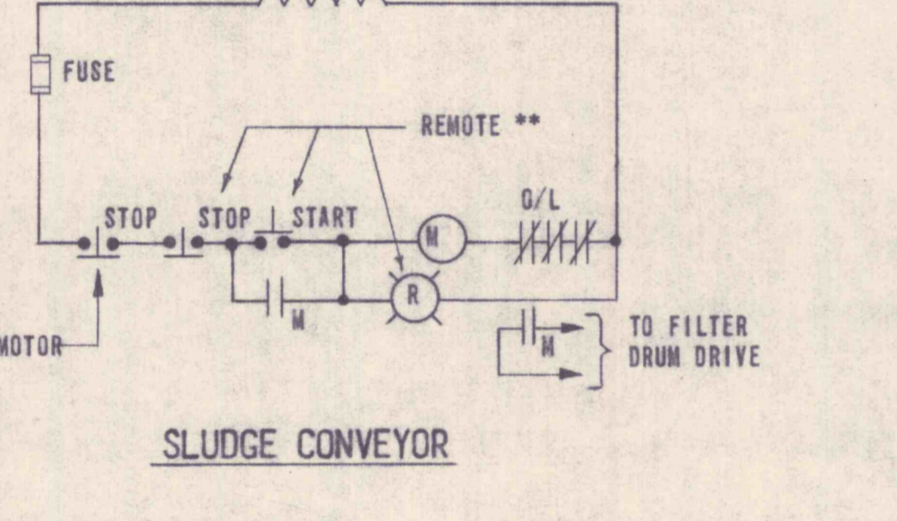 FUSE
REMOTE **
O/L
STOP
STOP
START
M
R
M
MOTOR
M
TO FILTER
DRUM DRIVE
SLUDGE CONVEYOR